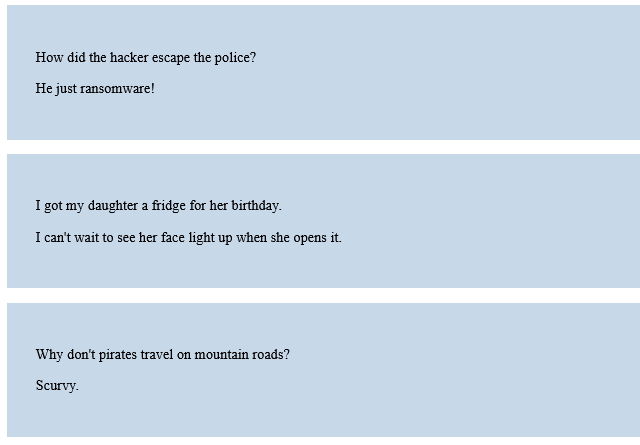 How did the hacker escape the police?
He just ransomware!
I got my daughter a fridge for her birthday.
I can't wait to see her face light up when she opens it.
Why don't pirates travel on mountain roads?
Scurvy.